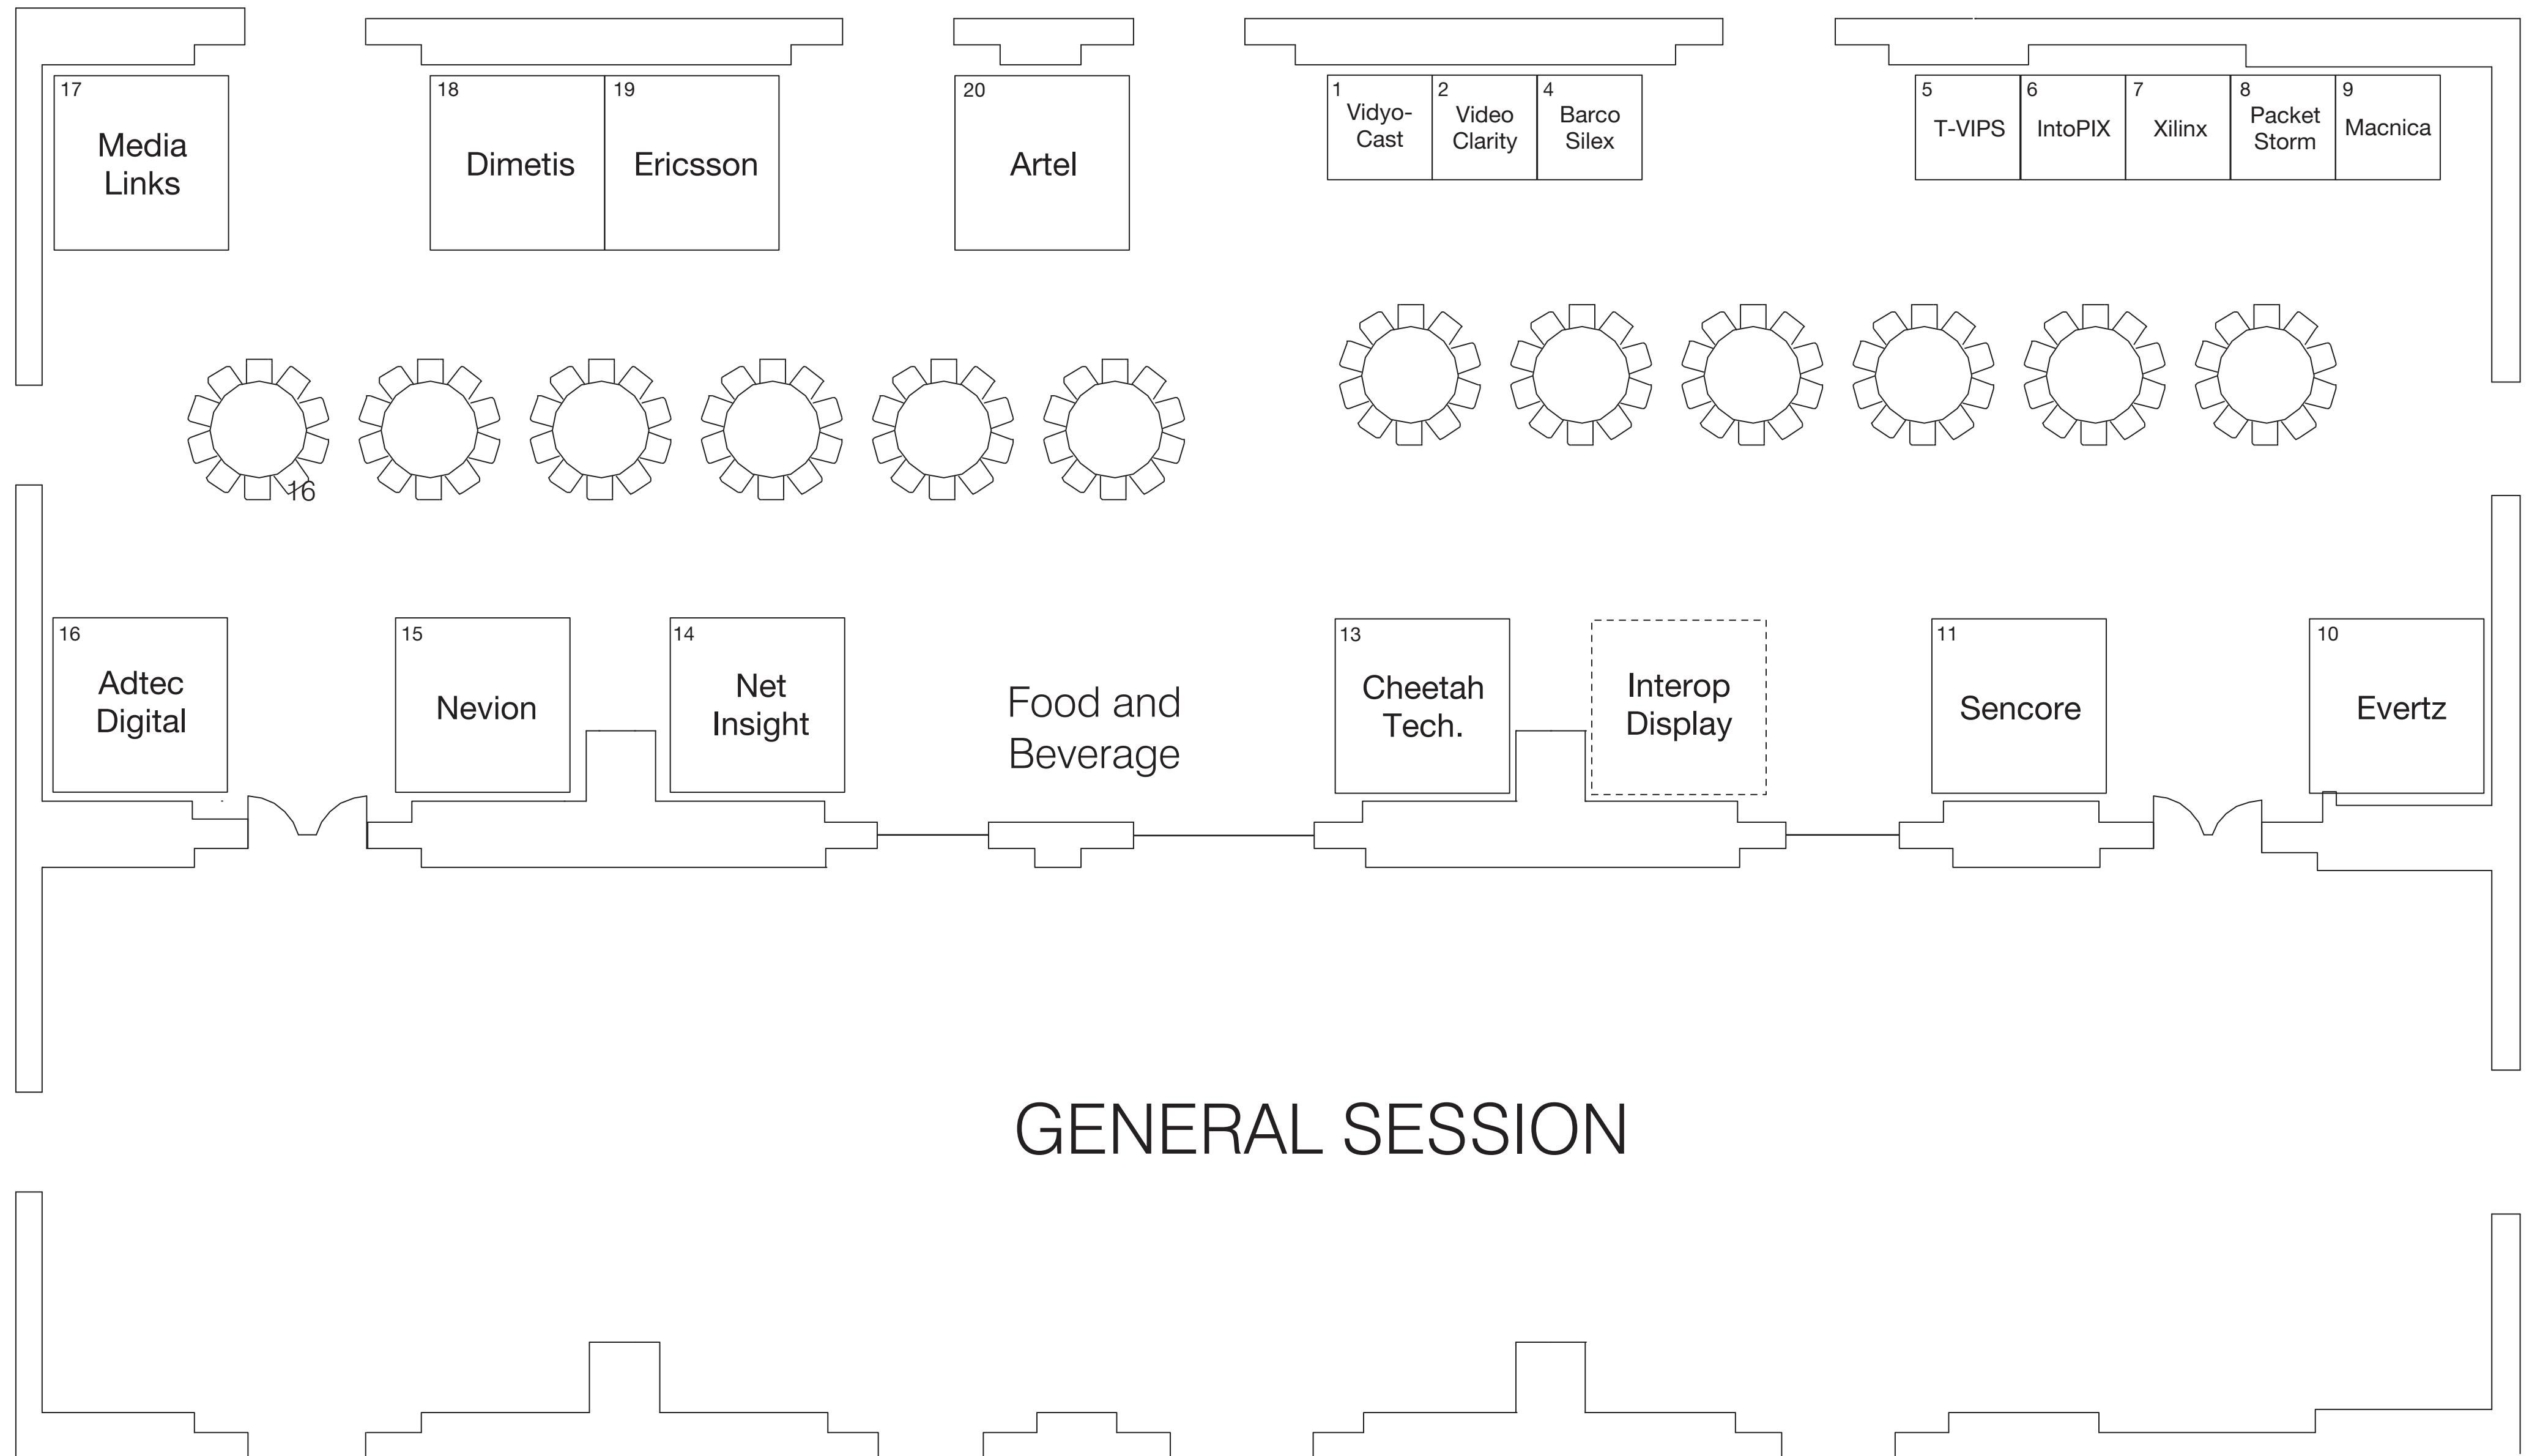 17
Media
Links
18
Dimetis
19
Ericsson
20
Artel
1
Vidyo-
Cast
2
Video
Clarity
4
Barco
Silex
5
T-VIPS
6
IntoPIX
7
Xilinx
8
Packet
Storm
9
Macnica
16
16
Adtec
Digital
15
Nevion
14
Net
Insight
Food and
Beverage
13
Cheetah
Tech.
Interop
Display
11
Sencore
10
Evertz
GENERAL SESSION